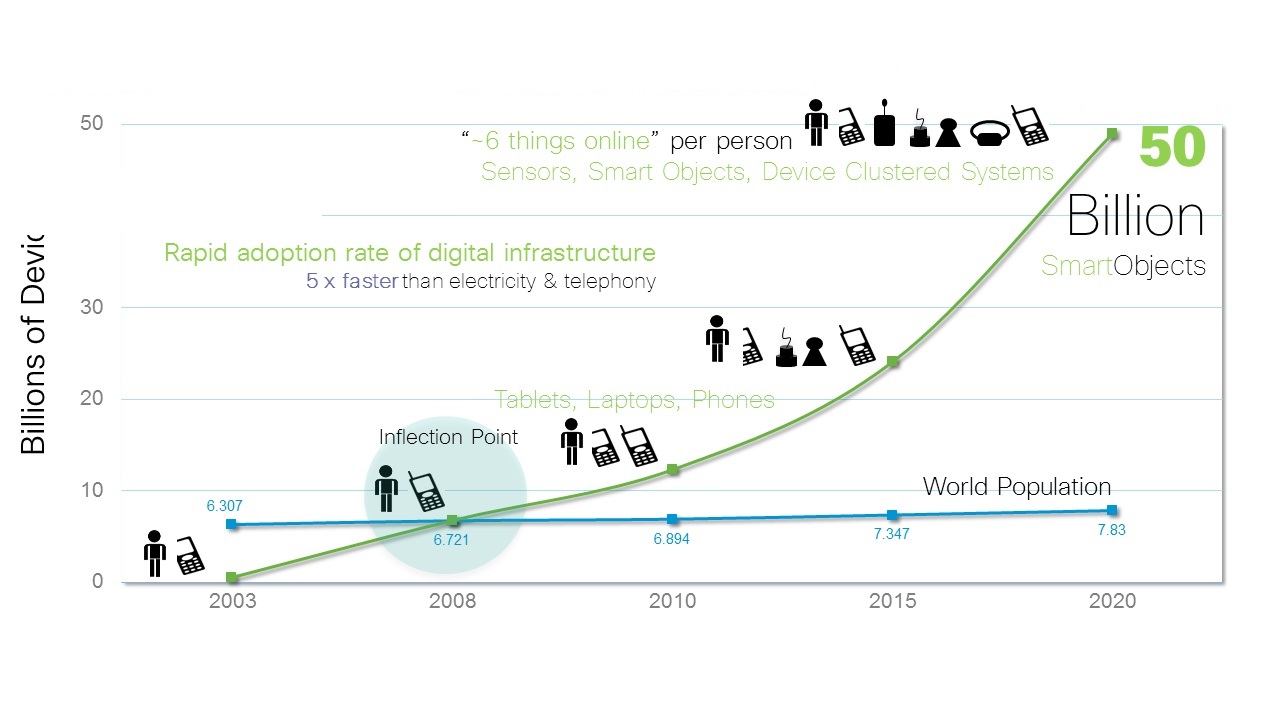 50
"~6 things online" per person
Sensors, Smart Objects, Device Clustered Systems
50
Billion
SmartObjects
Rapid adoption rate of digital infrastructure
5 x faster than electricity & telephony
Billions of Devic
30
Tablets, Laptops, Phones
20
Inflection Point
10
World Population
6.307
6.721
6.894
7.347
7.83
0
2003
2008
2010
2015
2020